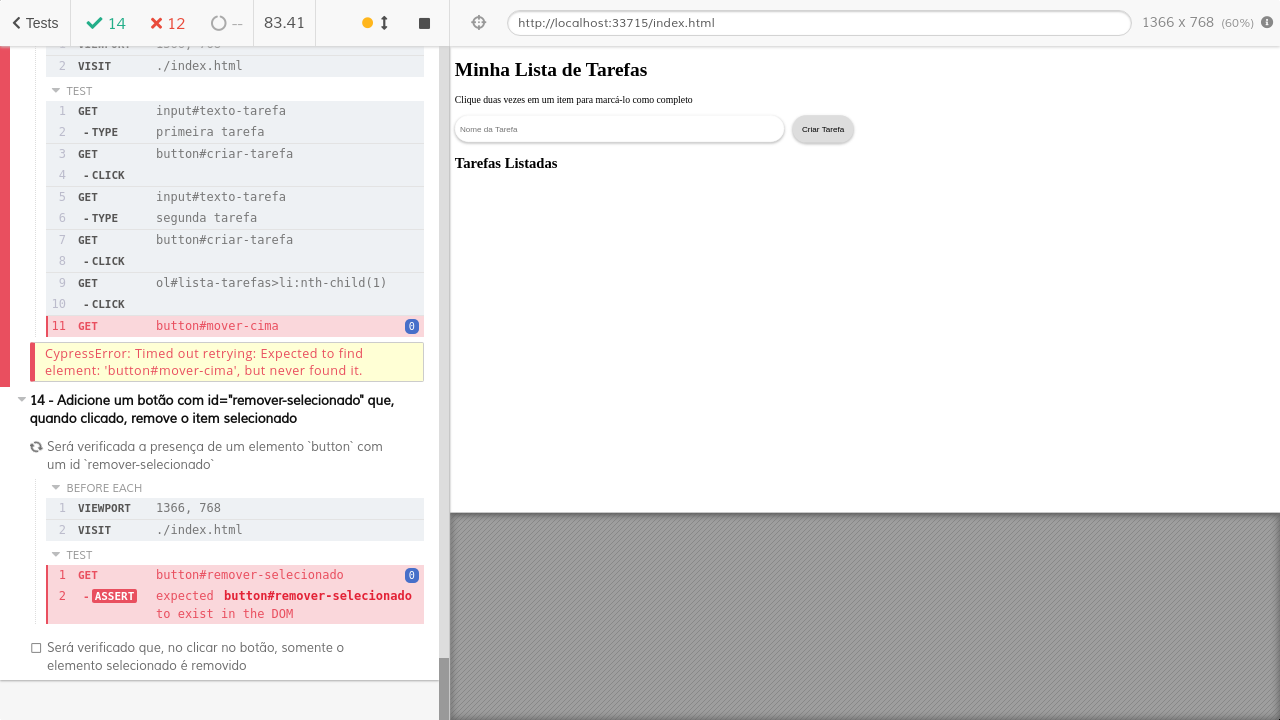 Tests 14 12 -- 83.41 http://localhost:33715/index.html 1366 x 768 (60%)
1 VIEWPORT 1366, 768
2 VISIT ./index.html
TEST
1 GET input#texto-tarefa
2 -TYPE primeira tarefa
3 GET button#criar-tarefa
4 -CLICK
5 GET input#texto-tarefa
6 -TYPE segunda tarefa
7 GET button#criar-tarefa
8 -CLICK
9 GET ol#lista-tarefas>li:nth-child(1)
10 -CLICK
11 GET button#mover-cima 0
CypressError: Timed out retrying: Expected to find
element: 'button#mover-cima', but never found it.
14 - Adicione um botão com id="remover-selecionado" que,
quando clicado, remove o item selecionado
Será verificada a presença de um elemento `button` com
um id `remover-selecionado`
BEFORE EACH
1 VIEWPORT 1366, 768
2 VISIT ./index.html
TEST
1 GET button#remover-selecionado 0
2 -ASSERT expected button#remover-selecionado
to exist in the DOM
Será verificado que, no clicar no botão, somente o
elemento selecionado é removido
Minha Lista de Tarefas
Clique duas vezes em um item para marcá-lo como completo
Nome da Tarefa Criar Tarefa
Tarefas Listadas